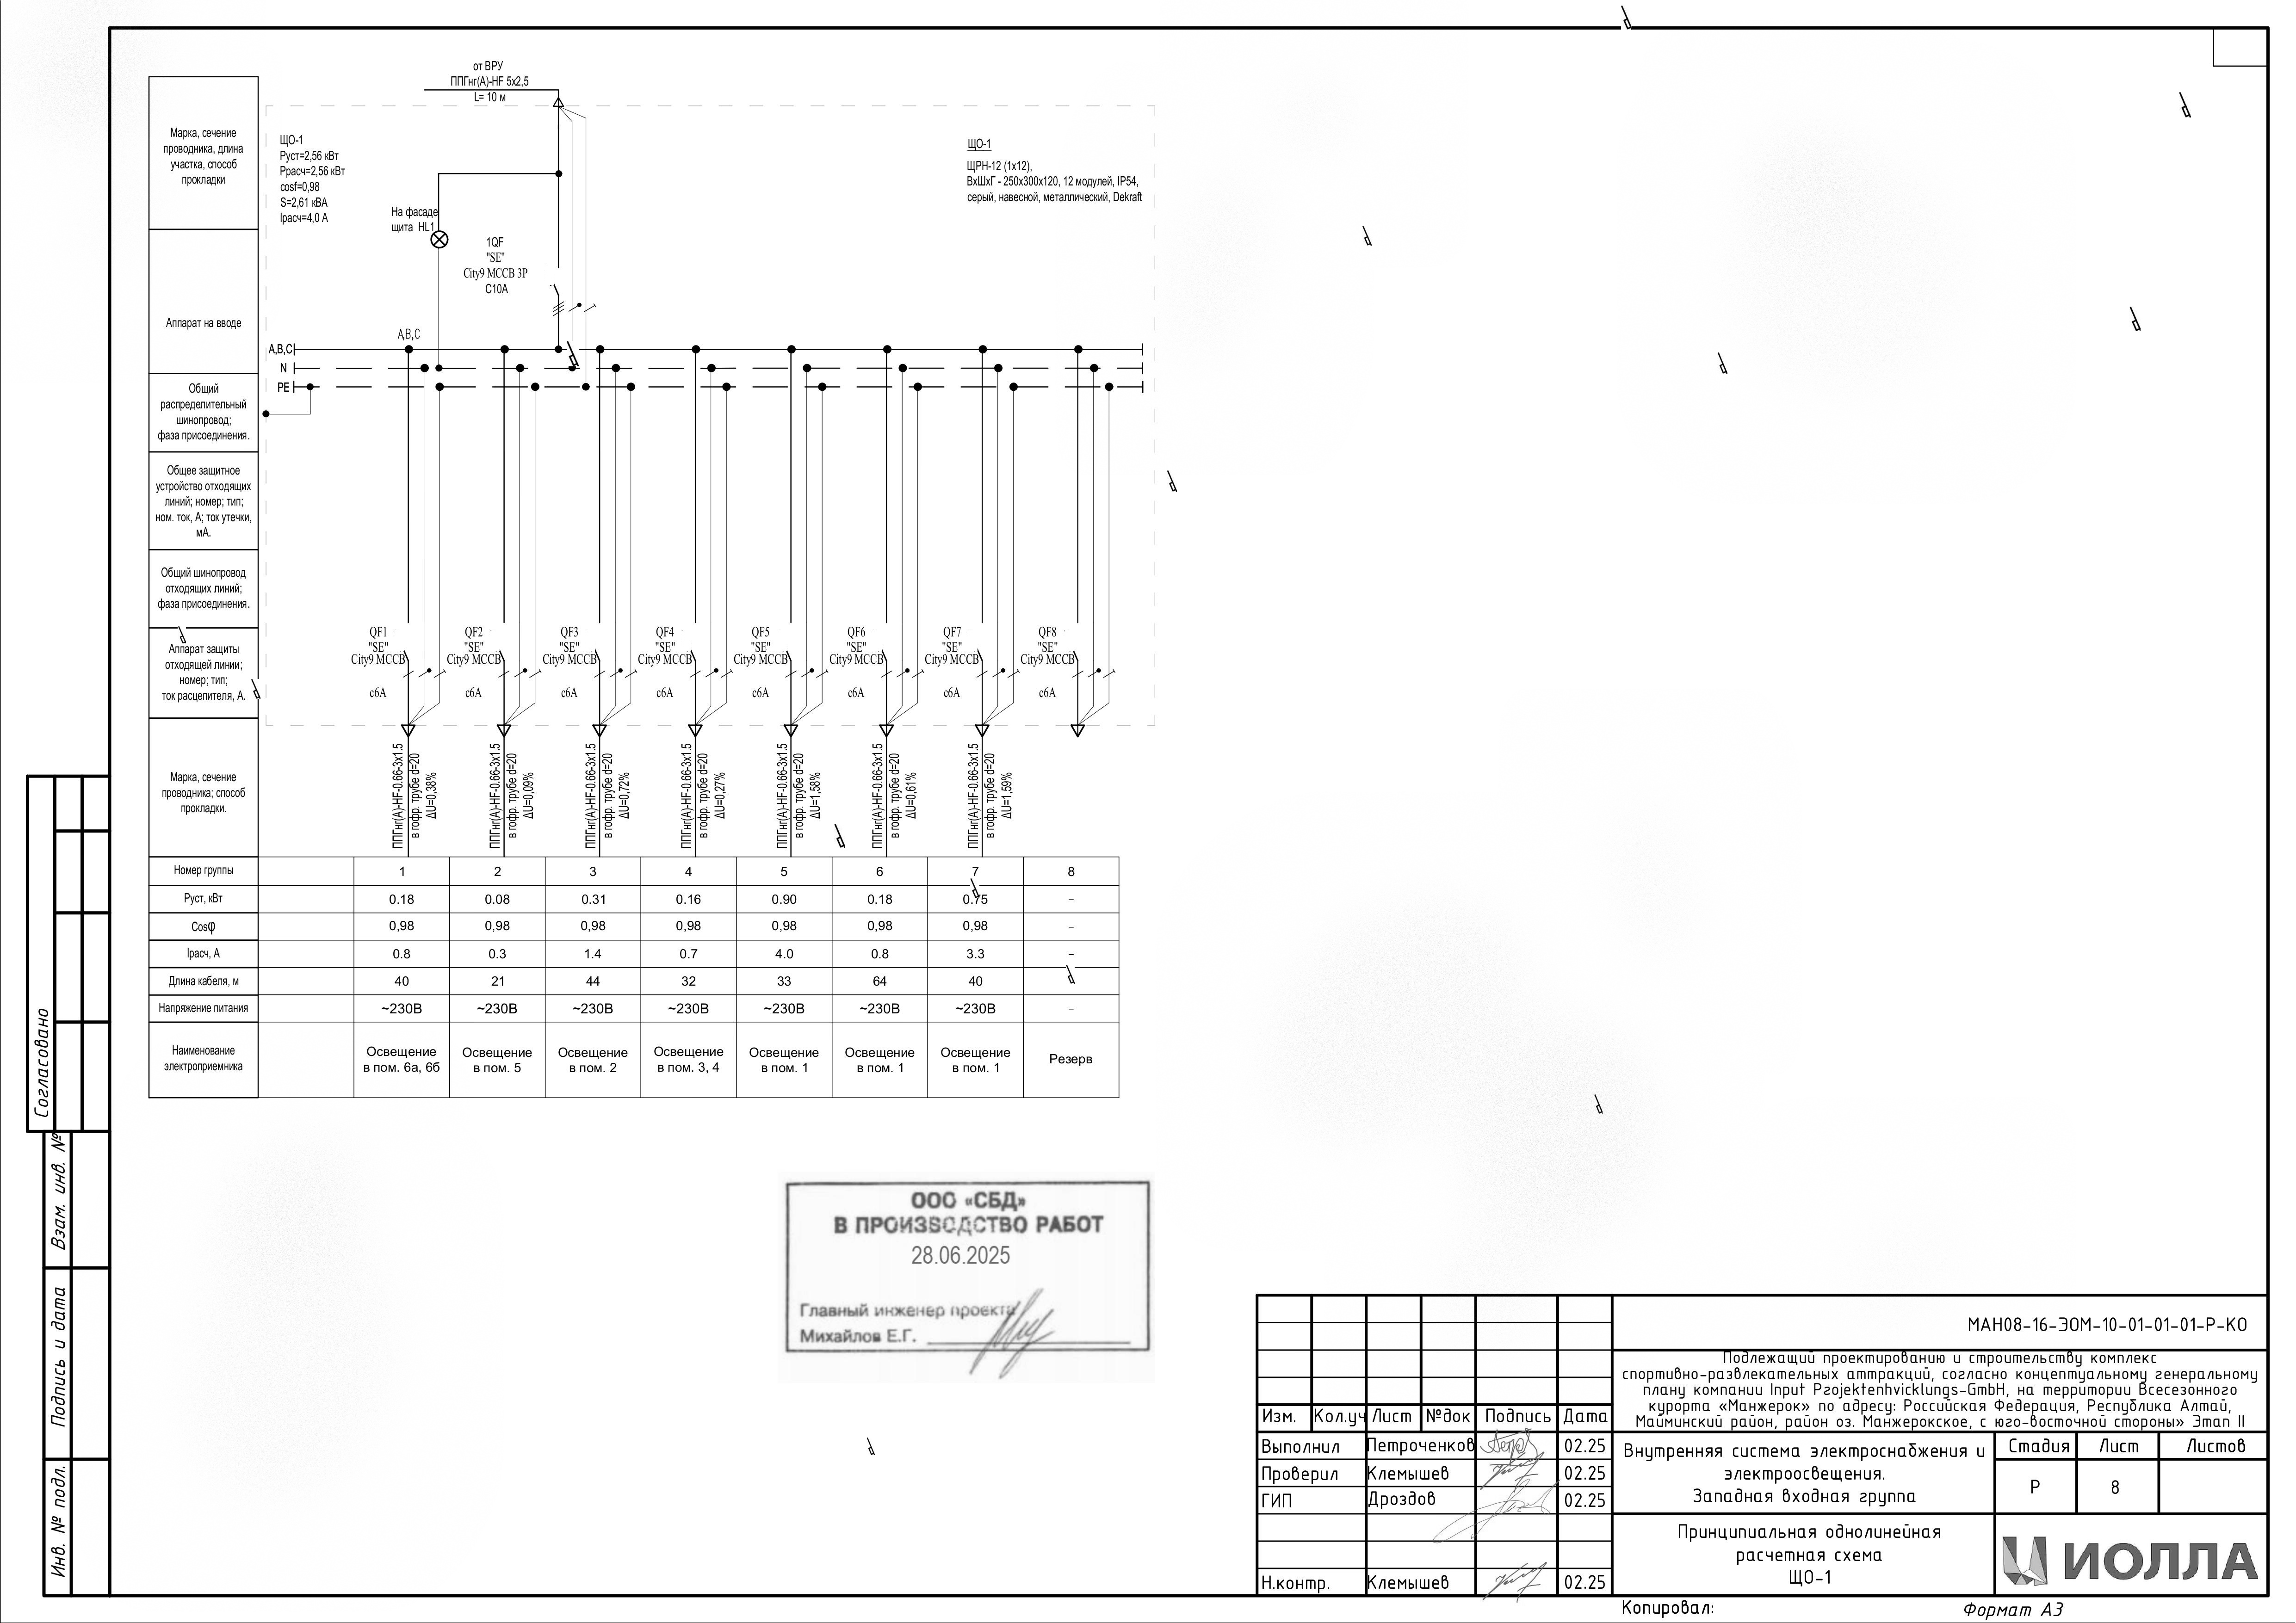 от ВРУ
ППГнг(А)-HF 5х2,5
L= 10 м
Марка, сечение
проводника, длина
участка, способ
прокладки
ЩО-1
Руст=2,56 кВт
Ррасч=2,56 кВт
cosf=0,98
S=2,61 кВА
Iрасч=4,0 А
ЩО-1
ЩРН-12 (1х12),
ВхШхГ - 250х300х120, 12 модулей, IP54,
серый, навесной, металлический, Dekraft
На фасаде
щита HL1
1QF
"SE"
City9 MCCB 3P
C10A
Аппарат на вводе
A,B,C
A,B,C
N
PE
Общий
распределительный
шинопровод;
фаза присоединения.
Общее защитное
устройство отходящих
линий; номер; тип;
ном. ток, А; ток утечки,
мА.
Общий шинопровод
отходящих линий;
фаза присоединения.
Аппарат защиты
отходящей линии;
номер; тип;
ток расцепителя, А.
QF1 QF2 QF3 QF4 QF5 QF6 QF7 QF8
"SE" "SE" "SE" "SE" "SE" "SE" "SE" "SE"
City9 MCCB City9 MCCB City9 MCCB City9 MCCB City9 MCCB City9 MCCB City9 MCCB City9 MCCB
с6А с6А с6А с6А с6А с6А с6А с6А
Марка, сечение
проводника; способ
прокладки.
ППГнг(А)-HF-0.66-3х1.5
в гофр. трубе d=20
ΔU=0,38%
ППГнг(А)-HF-0.66-3х1.5
в гофр. трубе d=20
ΔU=0,09%
ППГнг(А)-HF-0.66-3х1.5
в гофр. трубе d=20
ΔU=0,72%
ППГнг(А)-HF-0.66-3х1.5
в гофр. трубе d=20
ΔU=0,27%
ППГнг(А)-HF-0.66-3х1.5
в гофр. трубе d=20
ΔU=1,58%
ППГнг(А)-HF-0.66-3х1.5
в гофр. трубе d=20
ΔU=0,61%
ППГнг(А)-HF-0.66-3х1.5
в гофр. трубе d=20
ΔU=1,59%
Номер группы 1 2 3 4 5 6 7 8
Руст, кВт 0.18 0.08 0.31 0.16 0.90 0.18 0.75 –
Cosφ 0,98 0,98 0,98 0,98 0,98 0,98 0,98 –
Iрасч, А 0.8 0.3 1.4 0.7 4.0 0.8 3.3 –
Длина кабеля, м 40 21 44 32 33 64 40
Напряжение питания ~230В ~230В ~230В ~230В ~230В ~230В ~230В –
Наименование
электроприемника
Освещение
в пом. 6а, 6б
Освещение
в пом. 5
Освещение
в пом. 2
Освещение
в пом. 3, 4
Освещение
в пом. 1
Освещение
в пом. 1
Освещение
в пом. 1
Резерв
ООО «СБД»
В ПРОИЗВОДСТВО РАБОТ
28.06.2025
Главный инженер проекта
Михайлов Е.Г.
Согласовано
Взам. инв. №
Подпись и дата
Инв. № подл.
МАН08-16-ЭОМ-10-01-01-01-Р-КО
Подлежащий проектированию и строительству комплекс
спортивно-развлекательных аттракций, согласно концептуальному генеральному
плану компании Input Projektenhvicklungs-GmbH, на территории Всесезонного
курорта «Манжерок» по адресу: Российская Федерация, Республика Алтай,
Майминский район, район оз. Манжерокское, с юго-восточной стороны» Этап II
Изм. Кол.уч Лист №док Подпись Дата
Выполнил Петроченков 02.25
Проверил Клемышев 02.25
ГИП Дроздов 02.25
Н.контр. Клемышев 02.25
Внутренняя система электроснабжения и
электроосвещения.
Западная входная группа
Стадия Лист Листов
Р 8
Принципиальная однолинейная
расчетная схема
ЩО-1
ИОЛЛА
Копировал:
Формат А3